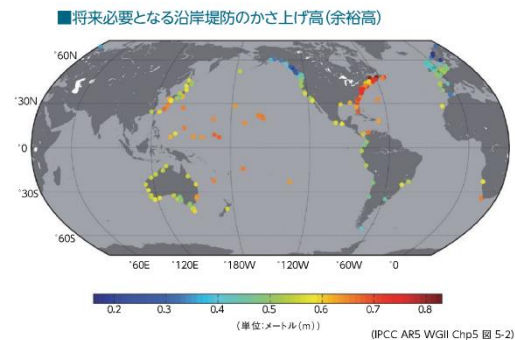 ■将来必要となる沿岸堤防のかさ上げ高(余裕高)
°60N
°30N
°0
°30S
°60S
°60E °120E °180W °120W °60W °0
0.2 0.3 0.4 0.5 0.6 0.7 0.8
(単位:メートル(m))
(IPCC AR5 WGII Chp5 図 5-2)